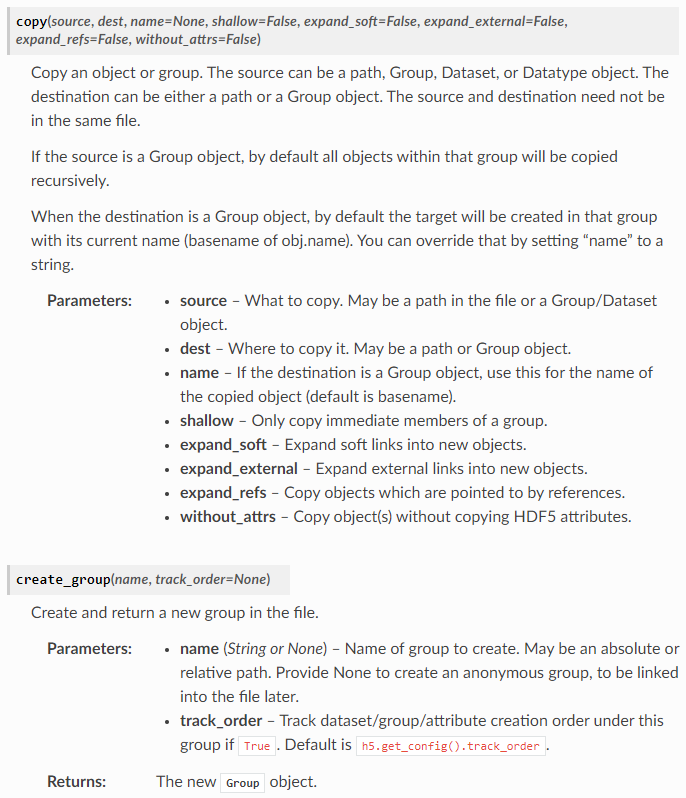 copy(source, dest, name=None, shallow=False, expand_soft=False, expand_external=False,
expand_refs=False, without_attrs=False)
Copy an object or group. The source can be a path, Group, Dataset, or Datatype object. The
destination can be either a path or a Group object. The source and destination need not be
in the same file.
If the source is a Group object, by default all objects within that group will be copied
recursively.
When the destination is a Group object, by default the target will be created in that group
with its current name (basename of obj.name). You can override that by setting “name” to a
string.
Parameters:
• source – What to copy. May be a path in the file or a Group/Dataset
object.
• dest – Where to copy it. May be a path or Group object.
• name – If the destination is a Group object, use this for the name of
the copied object (default is basename).
• shallow – Only copy immediate members of a group.
• expand_soft – Expand soft links into new objects.
• expand_external – Expand external links into new objects.
• expand_refs – Copy objects which are pointed to by references.
• without_attrs – Copy object(s) without copying HDF5 attributes.
create_group(name, track_order=None)
Create and return a new group in the file.
Parameters:
• name (String or None) – Name of group to create. May be an absolute or
relative path. Provide None to create an anonymous group, to be linked
into the file later.
• track_order – Track dataset/group/attribute creation order under this
group if True . Default is h5.get_config().track_order .
Returns: The new Group object.